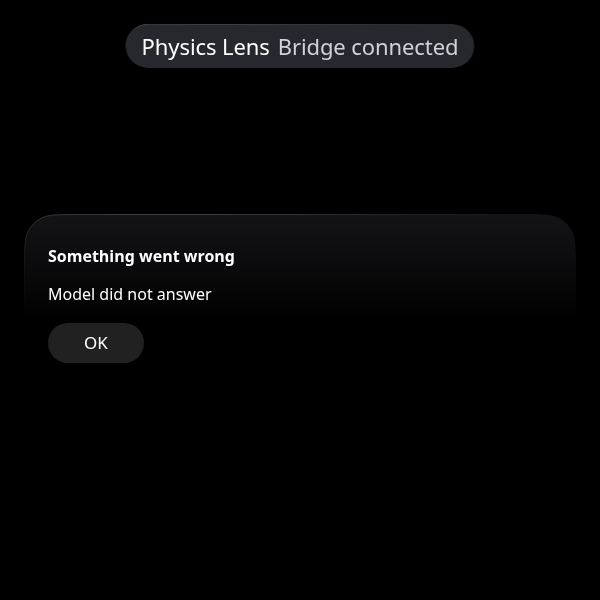 Physics Lens Bridge connected
Something went wrong
Model did not answer
OK